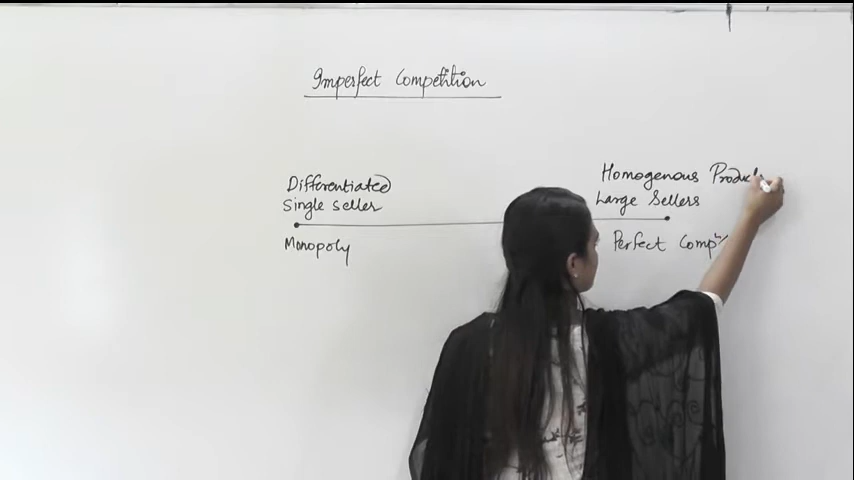 Imperfect Competition
Differentiated
Single seller
Monopoly
Homogenous Product
Large Sellers
Perfect Comp